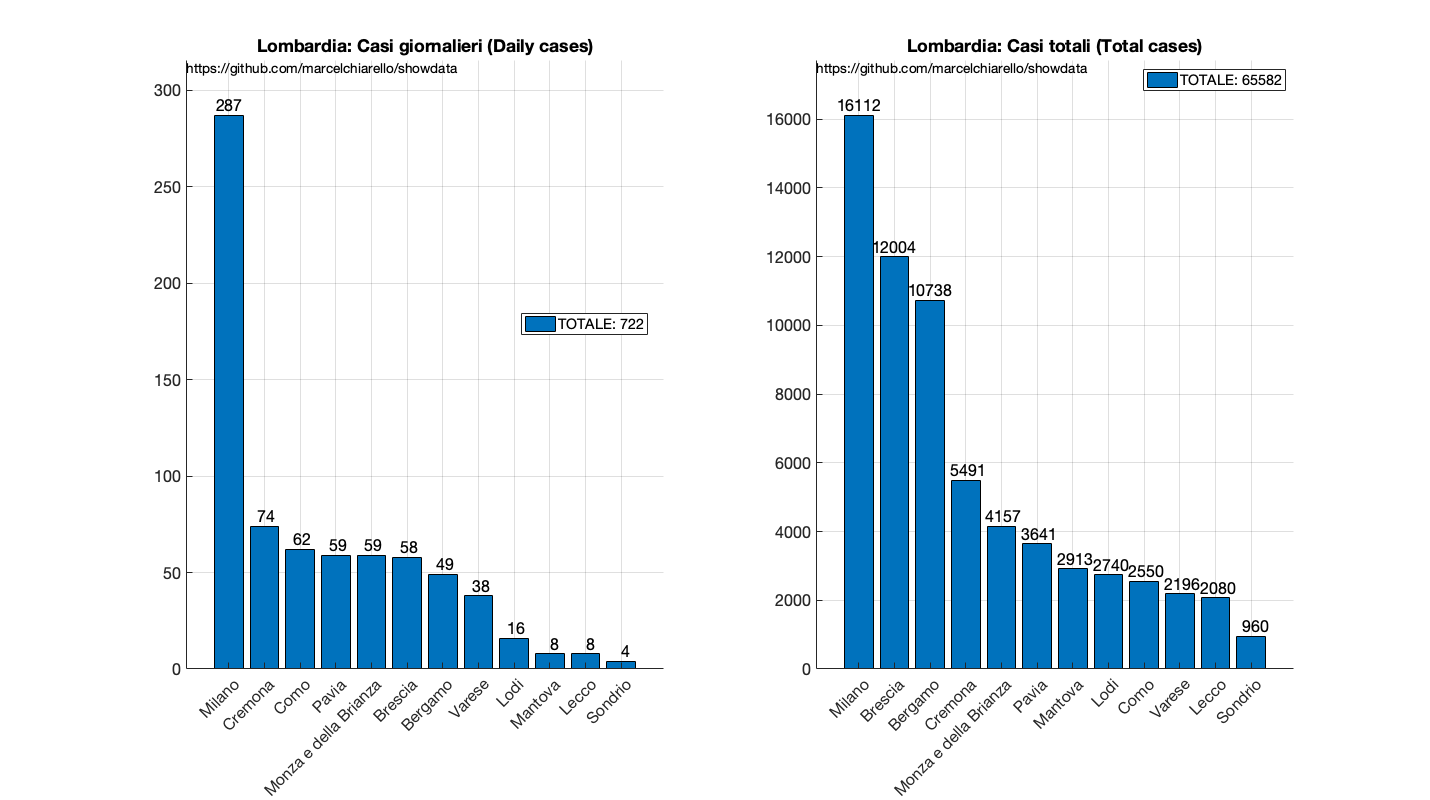 Lombardia: Casi giornalieri (Daily cases)
https://github.com/marcelchiarello/showdata
300
250
200
150
100
50
0
287
74
62
59
59
58
49
38
16
8
8
4
TOTALE: 722
Milano
Cremona
Como
Pavia
Monza e della Brianza
Brescia
Bergamo
Varese
Lodi
Mantova
Lecco
Sondrio
Lombardia: Casi totali (Total cases)
https://github.com/marcelchiarello/showdata
TOTALE: 65582
16000
14000
12000
10000
8000
6000
4000
2000
0
16112
12004
10738
5491
4157
3641
2913
2740
2550
2196
2080
960
Milano
Brescia
Bergamo
Cremona
Monza e della Brianza
Pavia
Mantova
Lodi
Como
Varese
Lecco
Sondrio